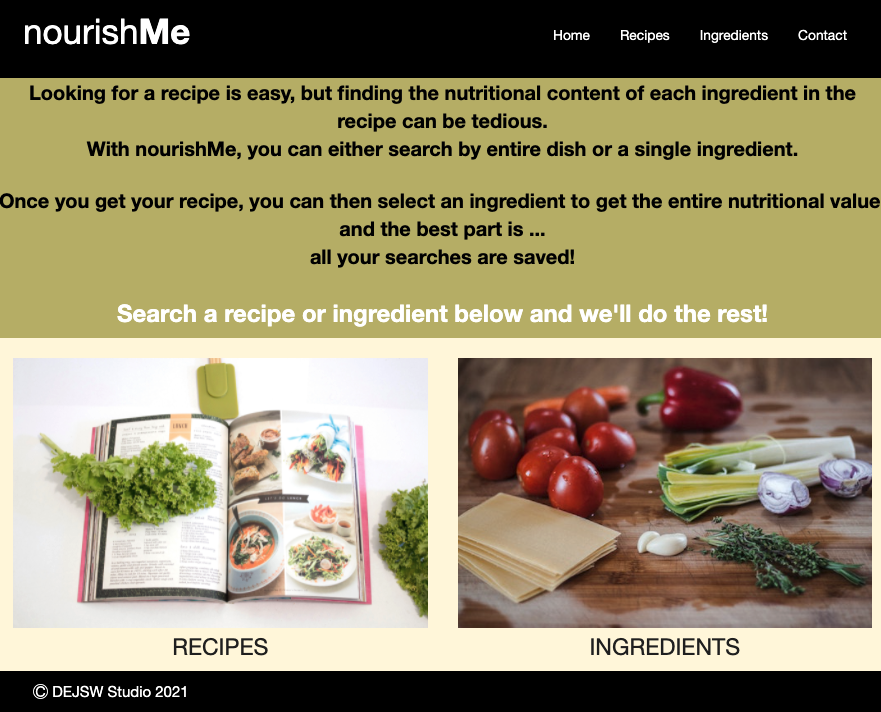 nourishMe
Home Recipes Ingredients Contact
Looking for a recipe is easy, but finding the nutritional content of each ingredient in the
recipe can be tedious.
With nourishMe, you can either search by entire dish or a single ingredient.
Once you get your recipe, you can then select an ingredient to get the entire nutritional value
and the best part is ...
all your searches are saved!
Search a recipe or ingredient below and we'll do the rest!
LUNCH
LET'S DO LUNCH
RECIPES
INGREDIENTS
© DEJSW Studio 2021